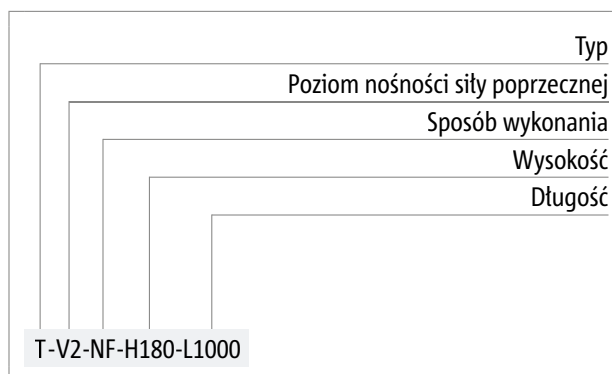 Typ
Poziom nośności siły poprzecznej
Sposób wykonania
Wysokość
Długość
T-V2-NF-H180-L1000